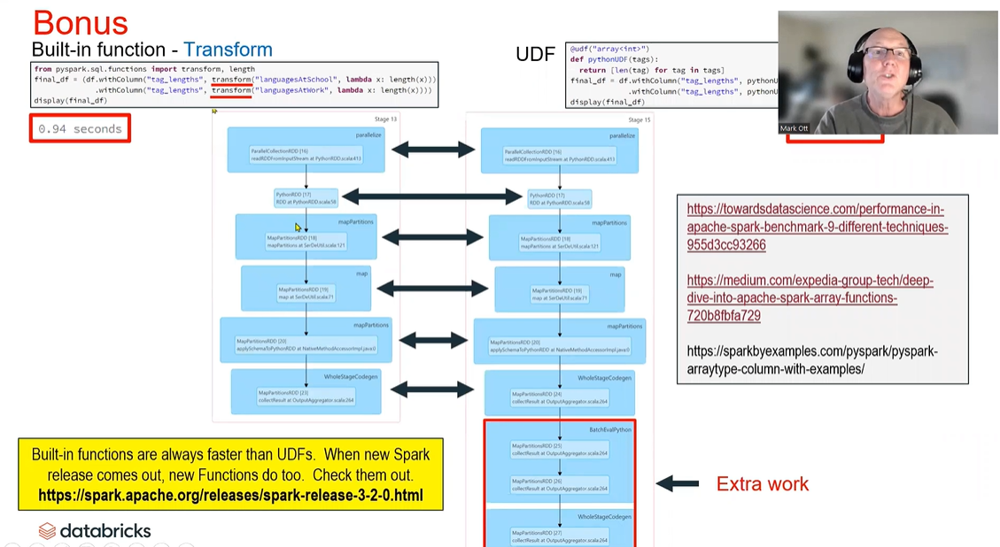 Bonus
Built-in function - Transform
from pyspark.sql.functions import transform, length
final_df = (df.withColumn("tag_lengths", transform("languagesAtSchool", lambda x: length(x)))
.withColumn("tag_lengths", transform("languagesAtWork", lambda x: length(x))))
display(final_df)
0.94 seconds
UDF
@udf("array<int>")
def pythonUDF(tags):
return [len(tag) for tag in tags]
final_df = (df.withColumn("tag_lengths", pythonU
.withColumn("tag_lengths", pythonU
display(final_df)
Mark Ott
Stage 13
parallelize
ParallelCollectionRDD [16]
readRDDFromInputStream at PythonRDD.scala:413
PythonRDD [17]
RDD at PythonRDD.scala:58
mapPartitions
MapPartitionsRDD [18]
mapPartitions at SerDeUtil.scala:121
map
MapPartitionsRDD [19]
map at SerDeUtil.scala:71
mapPartitions
MapPartitionsRDD [20]
applySchemaToPythonRDD at NativeMethodAccessorImpl.java:0
WholeStageCodegen
MapPartitionsRDD [23]
collectResult at OutputAggregator.scala:264
Stage 15
parallelize
ParallelCollectionRDD [16]
readRDDFromInputStream at PythonRDD.scala:413
PythonRDD [17]
RDD at PythonRDD.scala:58
mapPartitions
MapPartitionsRDD [18]
mapPartitions at SerDeUtil.scala:121
map
MapPartitionsRDD [19]
map at SerDeUtil.scala:71
mapPartitions
MapPartitionsRDD [20]
applySchemaToPythonRDD at NativeMethodAccessorImpl.java:0
WholeStageCodegen
MapPartitionsRDD [24]
collectResult at OutputAggregator.scala:264
BatchEvalPython
MapPartitionsRDD [25]
collectResult at OutputAggregator.scala:264
MapPartitionsRDD [26]
collectResult at OutputAggregator.scala:264
WholeStageCodegen
MapPartitionsRDD [27]
collectResult at OutputAggregator.scala:264
https://towardsdatascience.com/performance-in-
apache-spark-benchmark-9-different-techniques-
955d3cc93266
https://medium.com/expedia-group-tech/deep-
dive-into-apache-spark-array-functions-
720b8fbfa729
https://sparkbyexamples.com/pyspark/pyspark-
arraytype-column-with-examples/
Extra work
Built-in functions are always faster than UDFs. When new Spark
release comes out, new Functions do too. Check them out.
https://spark.apache.org/releases/spark-release-3-2-0.html
databricks